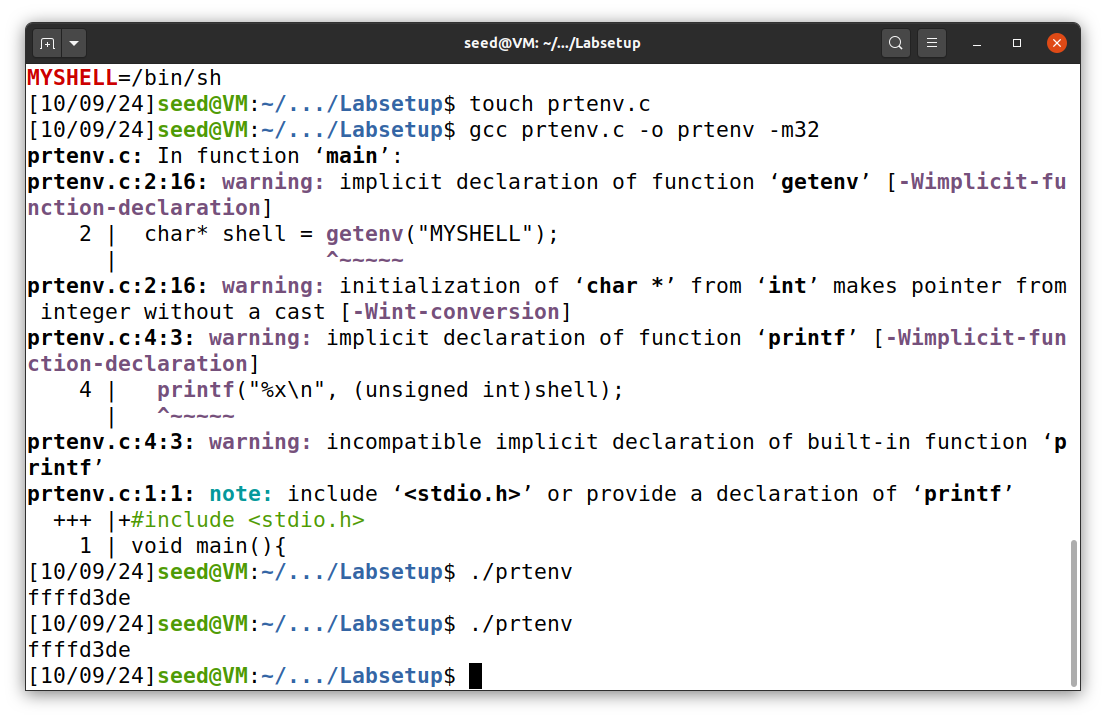 seed@VM: ~/.../Labsetup
MYSHELL=/bin/sh
[10/09/24]seed@VM:~/.../Labsetup$ touch prtenv.c
[10/09/24]seed@VM:~/.../Labsetup$ gcc prtenv.c -o prtenv -m32
prtenv.c: In function ‘main’:
prtenv.c:2:16: warning: implicit declaration of function ‘getenv’ [-Wimplicit-fu
nction-declaration]
    2 |  char* shell = getenv("MYSHELL");
      |                ^~~~~~
prtenv.c:2:16: warning: initialization of ‘char *’ from ‘int’ makes pointer from
 integer without a cast [-Wint-conversion]
prtenv.c:4:3: warning: implicit declaration of function ‘printf’ [-Wimplicit-fun
ction-declaration]
    4 |   printf("%x\n", (unsigned int)shell);
      |   ^~~~~~
prtenv.c:4:3: warning: incompatible implicit declaration of built-in function ‘p
rintf’
prtenv.c:1:1: note: include ‘<stdio.h>’ or provide a declaration of ‘printf’
  +++ |+#include <stdio.h>
    1 | void main(){
[10/09/24]seed@VM:~/.../Labsetup$ ./prtenv
ffffd3de
[10/09/24]seed@VM:~/.../Labsetup$ ./prtenv
ffffd3de
[10/09/24]seed@VM:~/.../Labsetup$